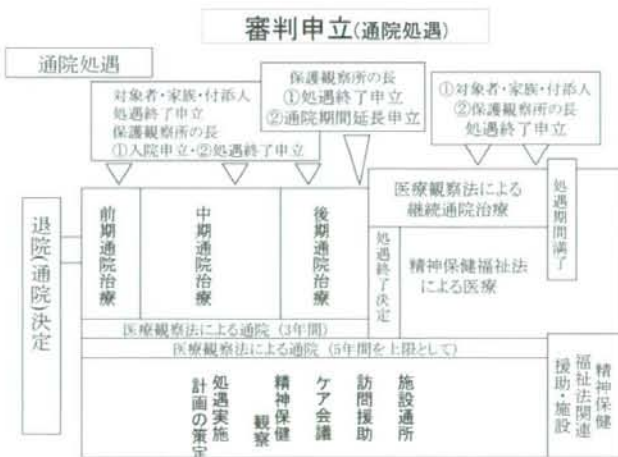 審判申立(通院処遇)
通院処遇
対象者・家族・付添人
処遇終了申立
保護観察所の長
①入院申立・②処遇終了申立
保護観察所の長
①処遇終了申立
②通院期間延長申立
①対象者・家族・付添人
②保護観察所の長
処遇終了申立
退院(通院)決定
前期通院治療
中期通院治療
後期通院治療
医療観察法による
継続通院治療
処遇期間満了
処遇終了決定
精神保健福祉法
による医療
医療観察法による通院 (3年間)
医療観察法による通院 (5年間を上限として)
処遇実施
計画の策定
精神保健
観察
ケア会議
訪問援助
施設通所
精神保健
福祉法関連
援助・施設